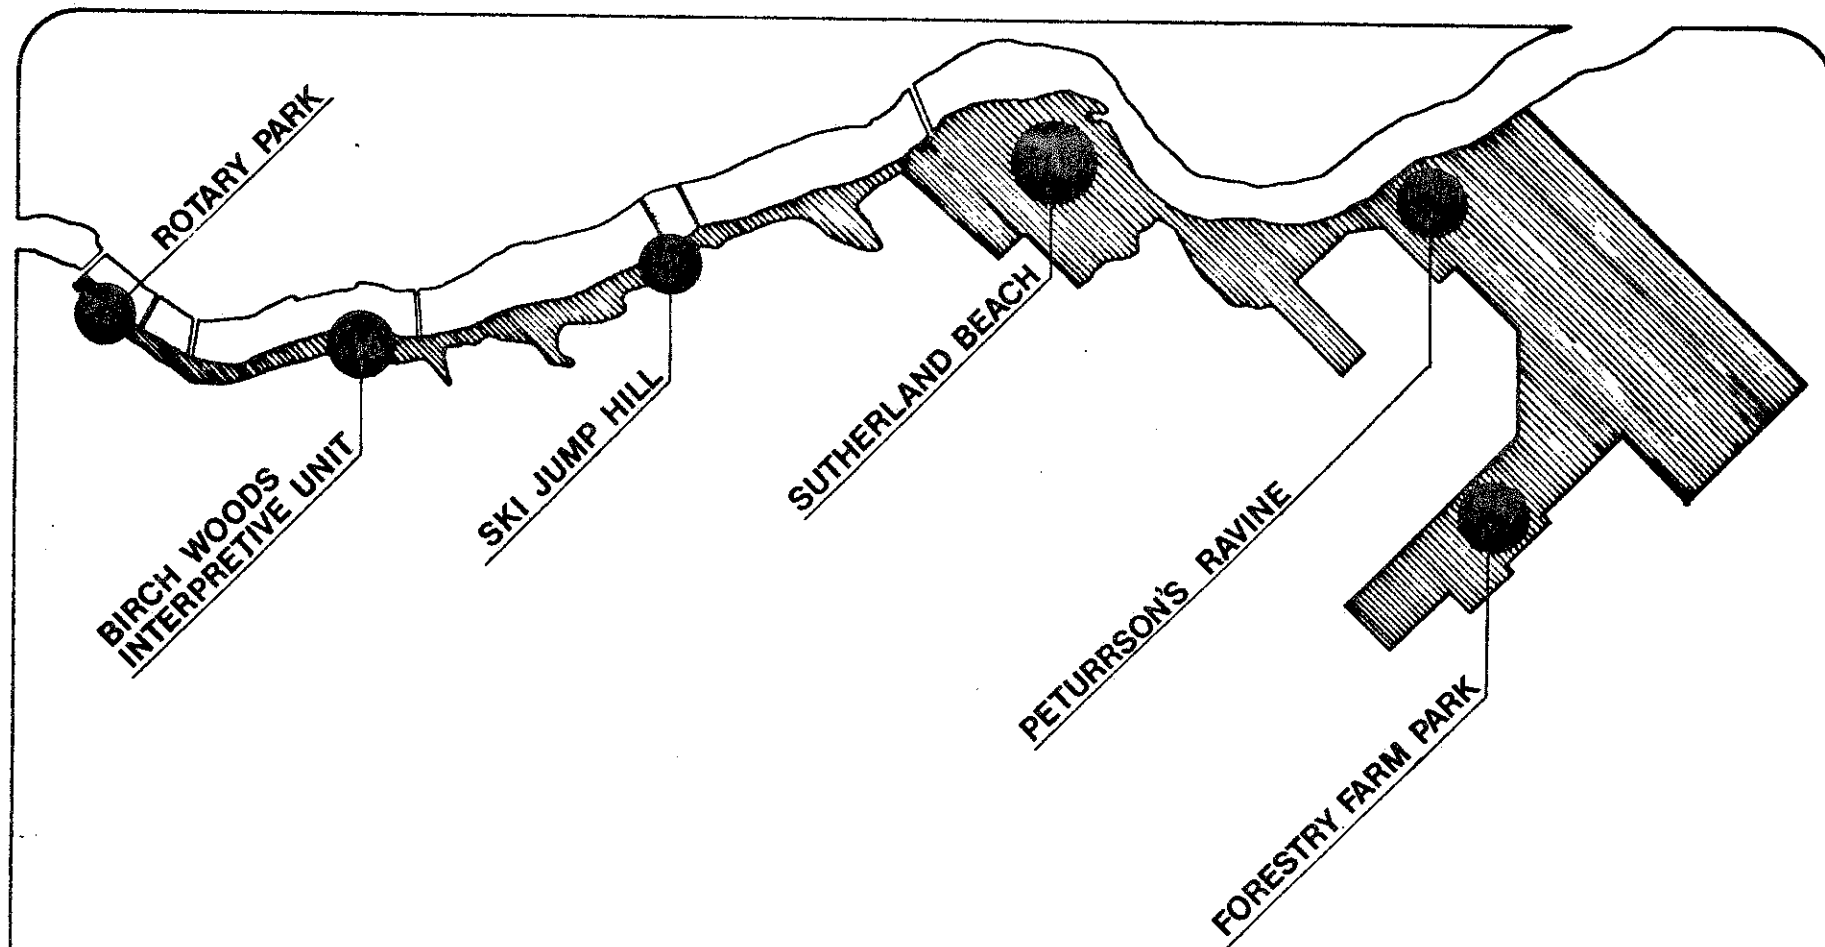 ROTARY PARK
BIRCH WOODS
INTERPRETIVE UNIT
SKI JUMP HILL
SUTHERLAND BEACH
PETURRSON'S RAVINE
FORESTRY FARM PARK